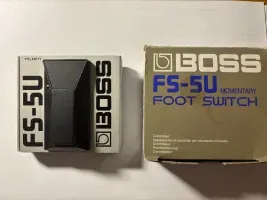 POLARITY
FS-5U
BOSS
BOSS
FS-5U MOMENTARY
FOOT SWITCH